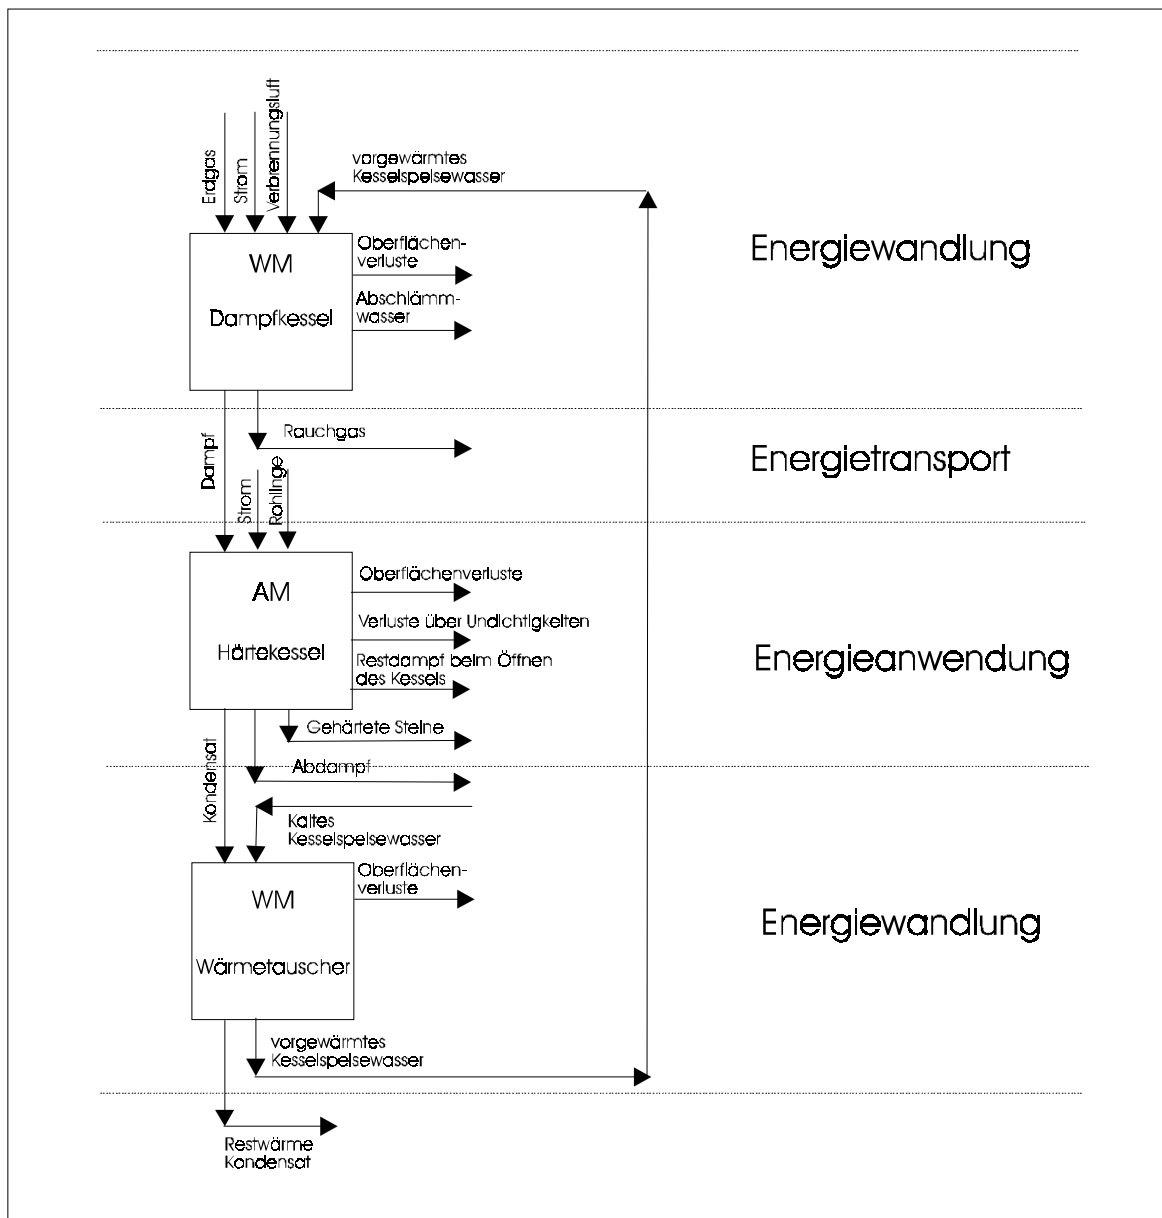 Erdgas
Strom
Verbrennungsluft
vorgewärmtes
Kesselspeisewasser
WM
Dampfkessel
Oberflächen-
verluste
Abschlämm-
wasser
Energiewandlung
Dampf
Rauchgas
Energietransport
Strom
Rohlinge
AM
Härtekessel
Oberflächenverluste
Verluste über Undichtigkeiten
Restdampf beim Öffnen
des Kessels
Energieanwendung
Gehärtete Steine
Kondensat
Abdampf
Kaltes
Kesselspeisewasser
WM
Wärmetauscher
Oberflächen-
verluste
Energiewandlung
vorgewärmtes
Kesselspeisewasser
Restwärme
Kondensat